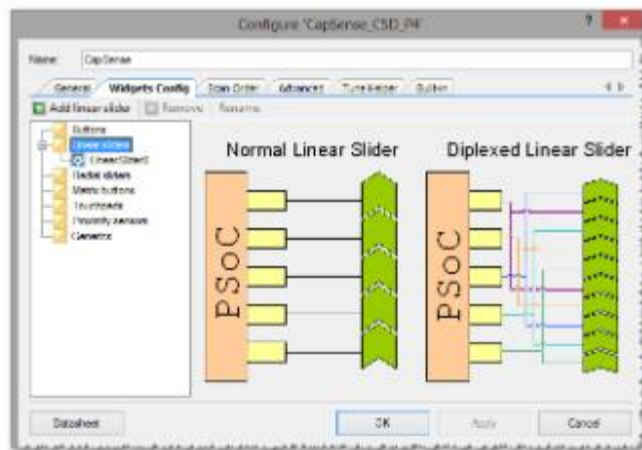 Configure 'CapSense_CSD_P4'
? x
Name: CapSense
General Widgets Config Scan Order Advanced Tune Helper Built-in
Add linear slider Remove Rename
Buttons
Linear sliders
LinearSlider0
Radial sliders
Matrix buttons
Touchpads
Proximity sensors
Generics
Normal Linear Slider Diplexed Linear Slider
PSoC PSoC
Datasheet OK Apply Cancel